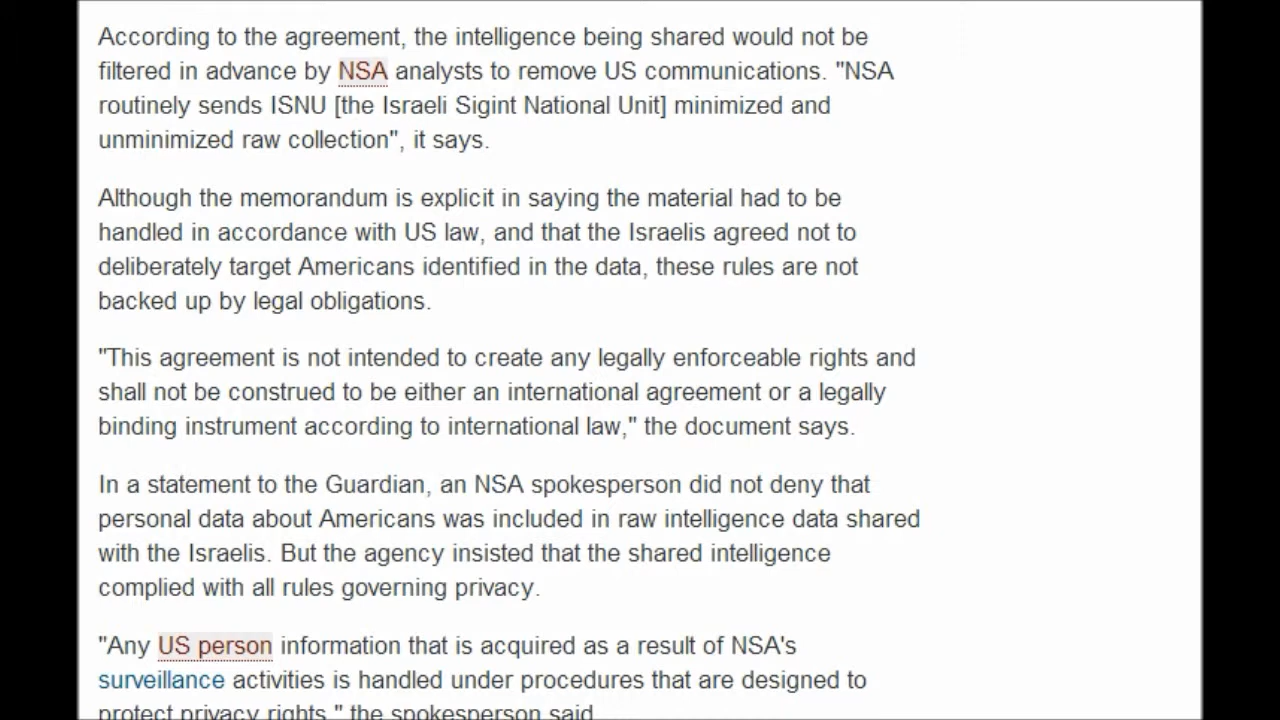 According to the agreement, the intelligence being shared would not be
filtered in advance by NSA analysts to remove US communications. "NSA
routinely sends ISNU [the Israeli Sigint National Unit] minimized and
unminimized raw collection", it says.
Although the memorandum is explicit in saying the material had to be
handled in accordance with US law, and that the Israelis agreed not to
deliberately target Americans identified in the data, these rules are not
backed up by legal obligations.
"This agreement is not intended to create any legally enforceable rights and
shall not be construed to be either an international agreement or a legally
binding instrument according to international law," the document says.
In a statement to the Guardian, an NSA spokesperson did not deny that
personal data about Americans was included in raw intelligence data shared
with the Israelis. But the agency insisted that the shared intelligence
complied with all rules governing privacy.
"Any US person information that is acquired as a result of NSA's
surveillance activities is handled under procedures that are designed to
protect privacy rights," the spokesperson said